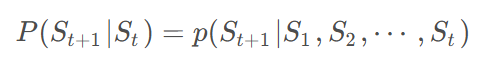 P(S_{t+1}|S_t) = p(S_{t+1}|S_1, S_2, ⋯, S_t)